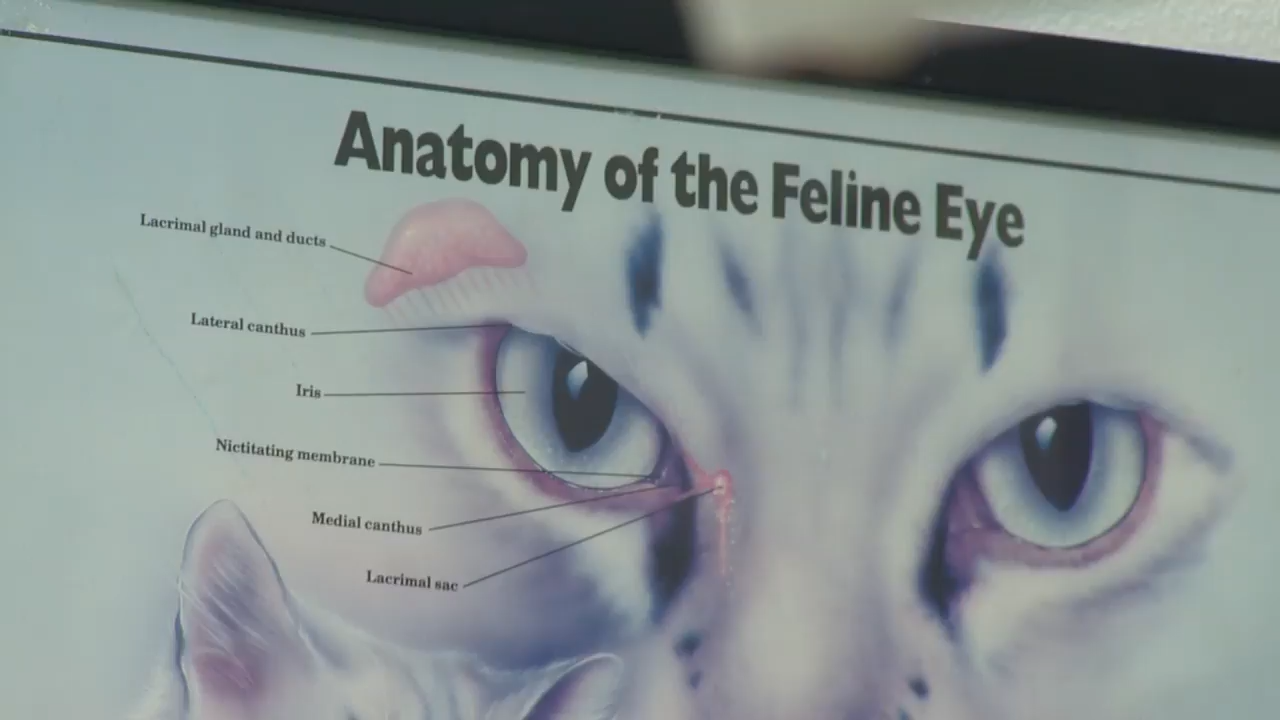 Anatomy of the Feline Eye
Lacrimal gland and ducts
Lateral canthus
Iris
Nictitating membrane
Medial canthus
Lacrimal sac